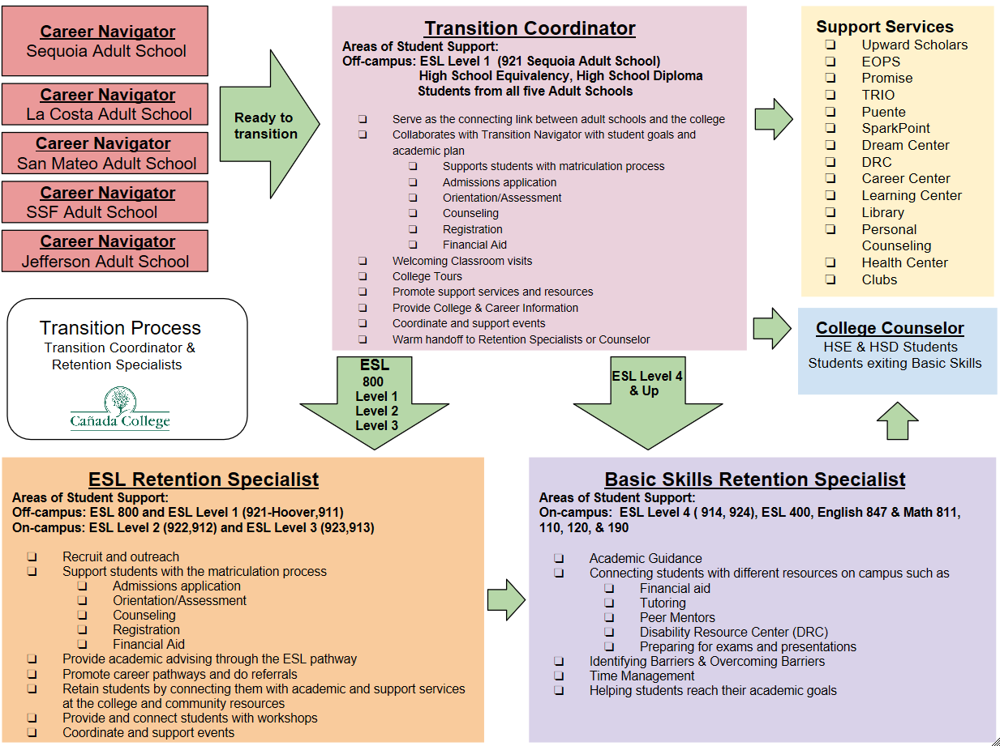 Career Navigator
Sequoia Adult School
Career Navigator
La Costa Adult School
Career Navigator
San Mateo Adult School
Career Navigator
SSF Adult School
Career Navigator
Jefferson Adult School
Ready to
transition
Transition Coordinator
Areas of Student Support:
Off-campus: ESL Level 1 (921 Sequoia Adult School)
High School Equivalency, High School Diploma
Students from all five Adult Schools
❏ Serve as the connecting link between adult schools and the college
❏ Collaborates with Transition Navigator with student goals and
academic plan
❏ Supports students with matriculation process
❏ Admissions application
❏ Orientation/Assessment
❏ Counseling
❏ Registration
❏ Financial Aid
❏ Welcoming Classroom visits
❏ College Tours
❏ Promote support services and resources
❏ Provide College & Career Information
❏ Coordinate and support events
❏ Warm handoff to Retention Specialists or Counselor
Support Services
❏ Upward Scholars
❏ EOPS
❏ Promise
❏ TRIO
❏ Puente
❏ SparkPoint
❏ Dream Center
❏ DRC
❏ Career Center
❏ Learning Center
❏ Library
❏ Personal
Counseling
❏ Health Center
❏ Clubs
College Counselor
HSE & HSD Students
Students exiting Basic Skills
Transition Process
Transition Coordinator &
Retention Specialists
Cañada College
ESL
800
Level 1
Level 2
Level 3
ESL Level 4
& Up
ESL Retention Specialist
Areas of Student Support:
Off-campus: ESL 800 and ESL Level 1 (921-Hoover,911)
On-campus: ESL Level 2 (922,912) and ESL Level 3 (923,913)
❏ Recruit and outreach
❏ Support students with the matriculation process
❏ Admissions application
❏ Orientation/Assessment
❏ Counseling
❏ Registration
❏ Financial Aid
❏ Provide academic advising through the ESL pathway
❏ Promote career pathways and do referrals
❏ Retain students by connecting them with academic and support services
at the college and community resources
❏ Provide and connect students with workshops
❏ Coordinate and support events
Basic Skills Retention Specialist
Areas of Student Support:
On-campus: ESL Level 4 ( 914, 924), ESL 400, English 847 & Math 811,
110, 120, & 190
❏ Academic Guidance
❏ Connecting students with different resources on campus such as
❏ Financial aid
❏ Tutoring
❏ Peer Mentors
❏ Disability Resource Center (DRC)
❏ Preparing for exams and presentations
❏ Identifying Barriers & Overcoming Barriers
❏ Time Management
❏ Helping students reach their academic goals